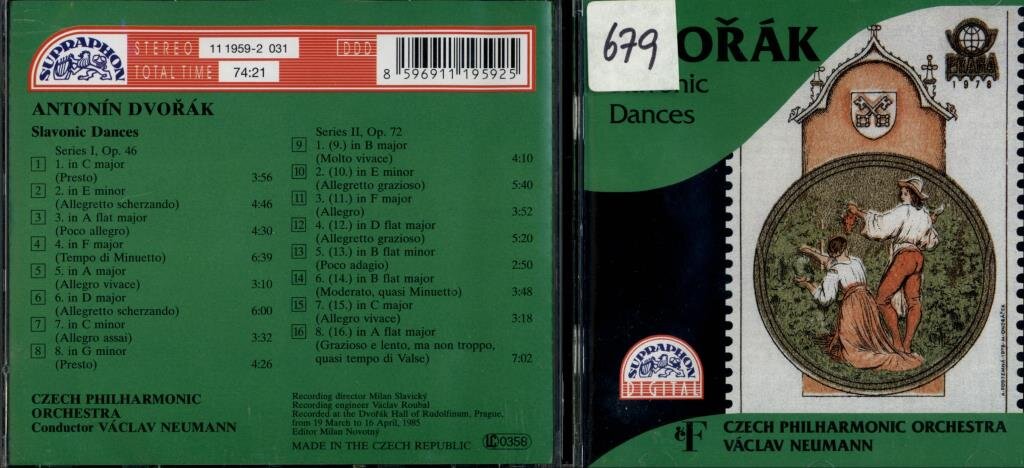 SUPRAPHON
STEREO 11 1959-2 031
TOTAL TIME 74:21
DDD
8 596911 195925
ANTONÍN DVOŘÁK
Slavonic Dances
Series I, Op. 46
1 1. in C major
(Presto) 3:56
2 2. in E minor
(Allegretto scherzando) 4:46
3 3. in A flat major
(Poco allegro) 4:30
4 4. in F major
(Tempo di Minuetto) 6:39
5 5. in A major
(Allegro vivace) 3:10
6 6. in D major
(Allegretto scherzando) 6:00
7 7. in C minor
(Allegro assai) 3:32
8 8. in G minor
(Presto) 4:26
Series II, Op. 72
9 1. (9.) in B major
(Molto vivace) 4:10
10 2. (10.) in E minor
(Allegretto grazioso) 5:40
11 3. (11.) in F major
(Allegro) 3:52
12 4. (12.) in D flat major
(Allegretto grazioso) 5:20
13 5. (13.) in B flat minor
(Poco adagio) 2:50
14 6. (14.) in B flat major
(Moderato, quasi Minuetto) 3:48
15 7. (15.) in C major
(Allegro vivace) 3:18
16 8. (16.) in A flat major
(Grazioso e lento, ma non troppo,
quasi tempo di Valse) 7:02
CZECH PHILHARMONIC
ORCHESTRA
Conductor VÁCLAV NEUMANN
Recording director Milan Slavický
Recording engineer Václav Roubal
Recorded at the Dvořák Hall of Rudolfinum, Prague,
from 19 March to 16 April, 1985
Editor Milan Novotný
MADE IN THE CZECH REPUBLIC LC 0358
679
OŘÁK
nic
Dances
PRAGA
1978
SUPRAPHON
DIGITAL
ČF
CZECH PHILHARMONIC ORCHESTRA
VÁCLAV NEUMANN